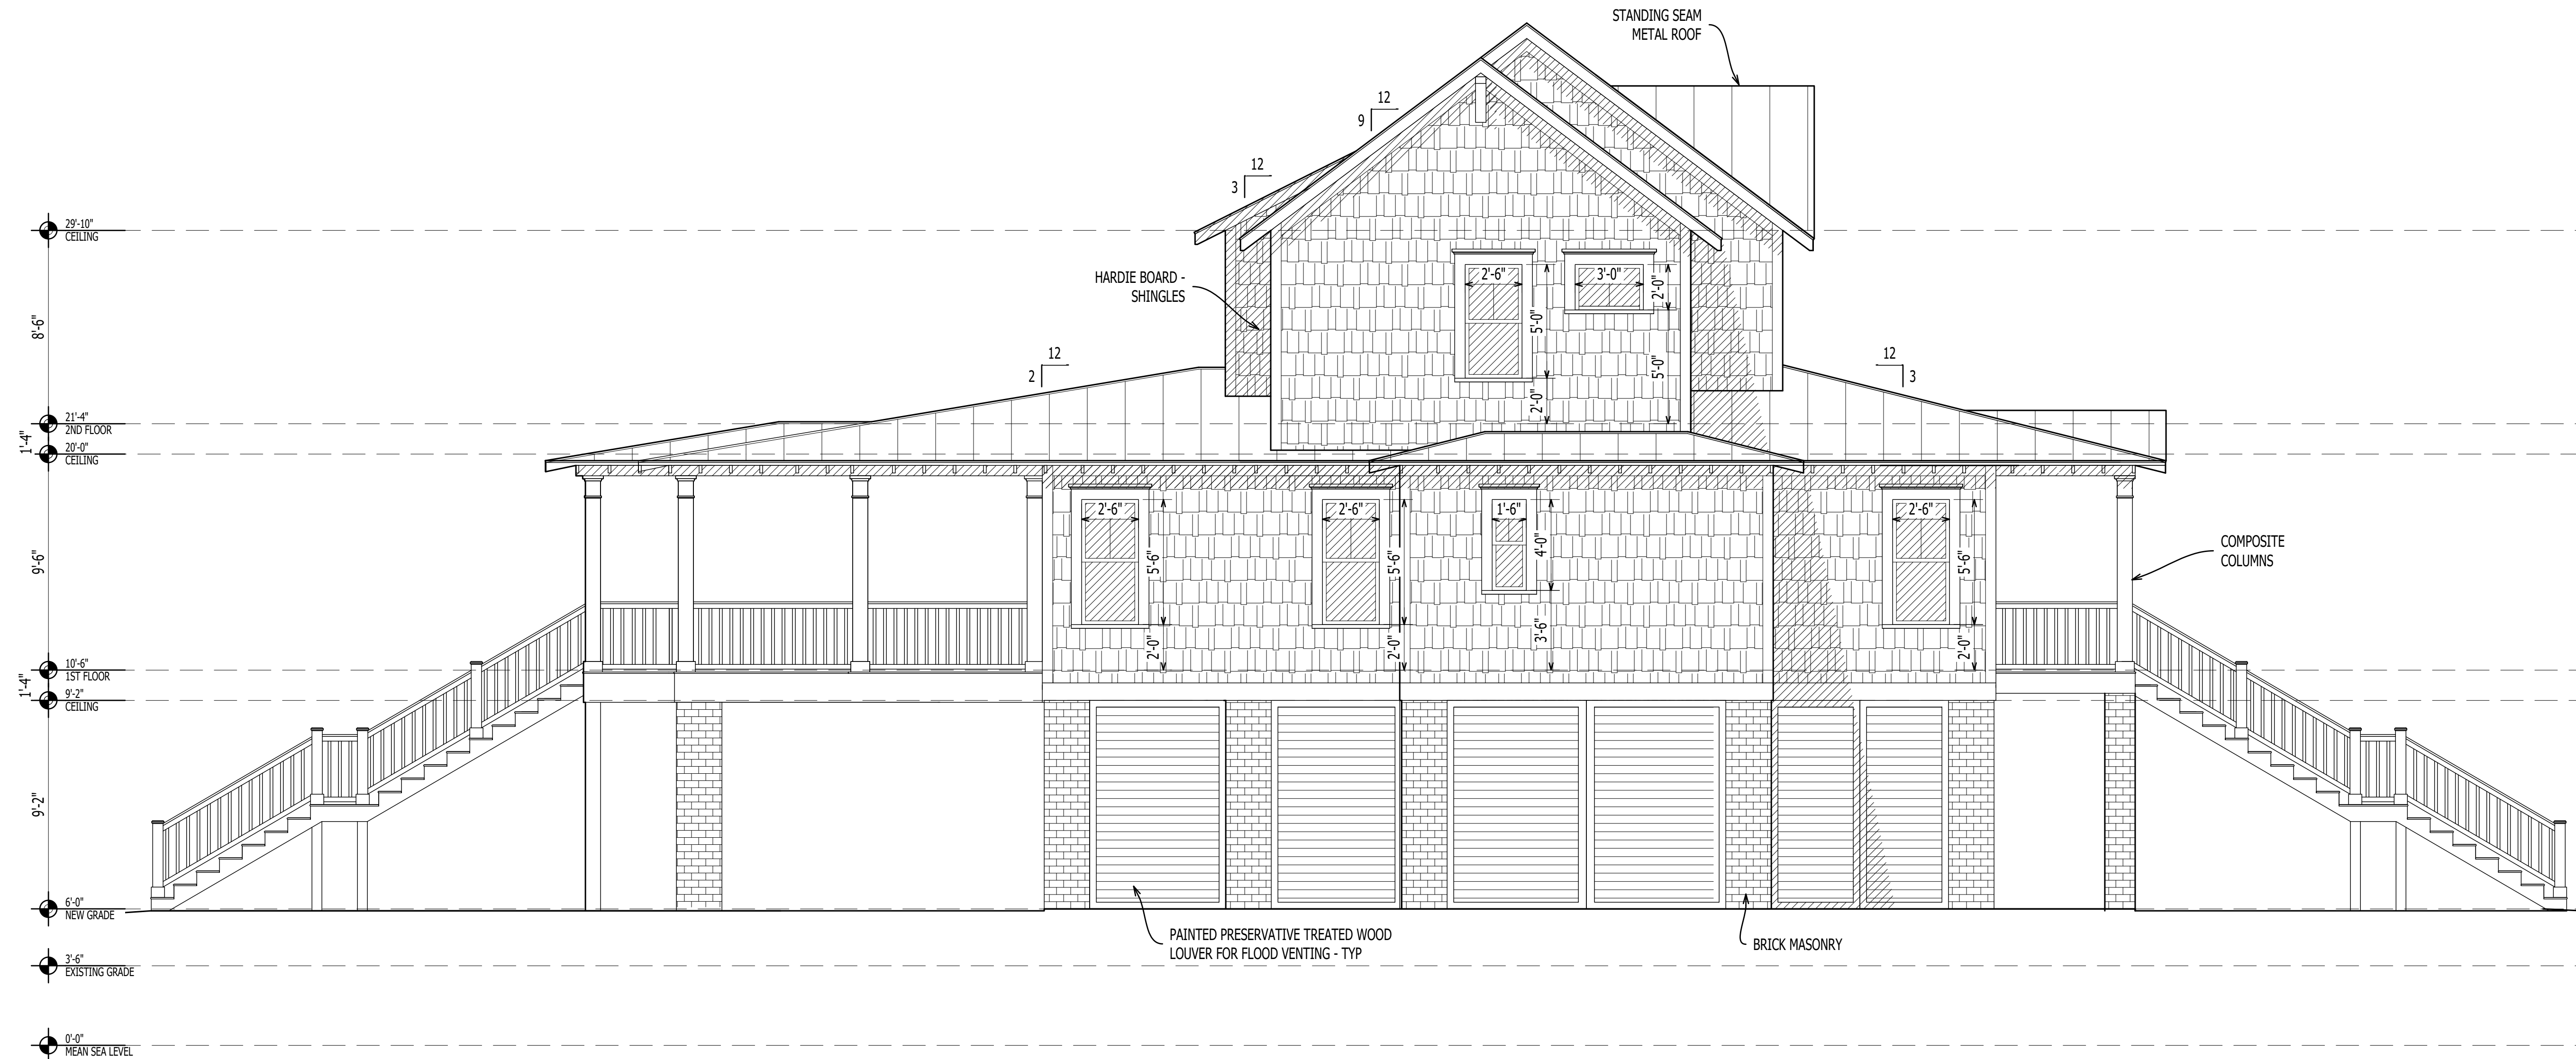 STANDING SEAM
METAL ROOF
12
9
12
3
29'-10"
CEILING
HARDIE BOARD -
SHINGLES
2'-6"
3'-0"
2'-0"
5'-0"
5'-0"
2'-0"
8'-6"
12
2
12
3
21'-4"
2ND FLOOR
1'-4"
20'-0"
CEILING
2'-6"
5'-6"
2'-0"
2'-6"
5'-6"
2'-0"
1'-6"
4'-0"
3'-6"
2'-6"
5'-6"
2'-0"
COMPOSITE
COLUMNS
9'-6"
10'-6"
1ST FLOOR
1'-4"
9'-2"
CEILING
9'-2"
6'-0"
NEW GRADE
PAINTED PRESERVATIVE TREATED WOOD
LOUVER FOR FLOOD VENTING - TYP
BRICK MASONRY
3'-6"
EXISTING GRADE
0'-0"
MEAN SEA LEVEL